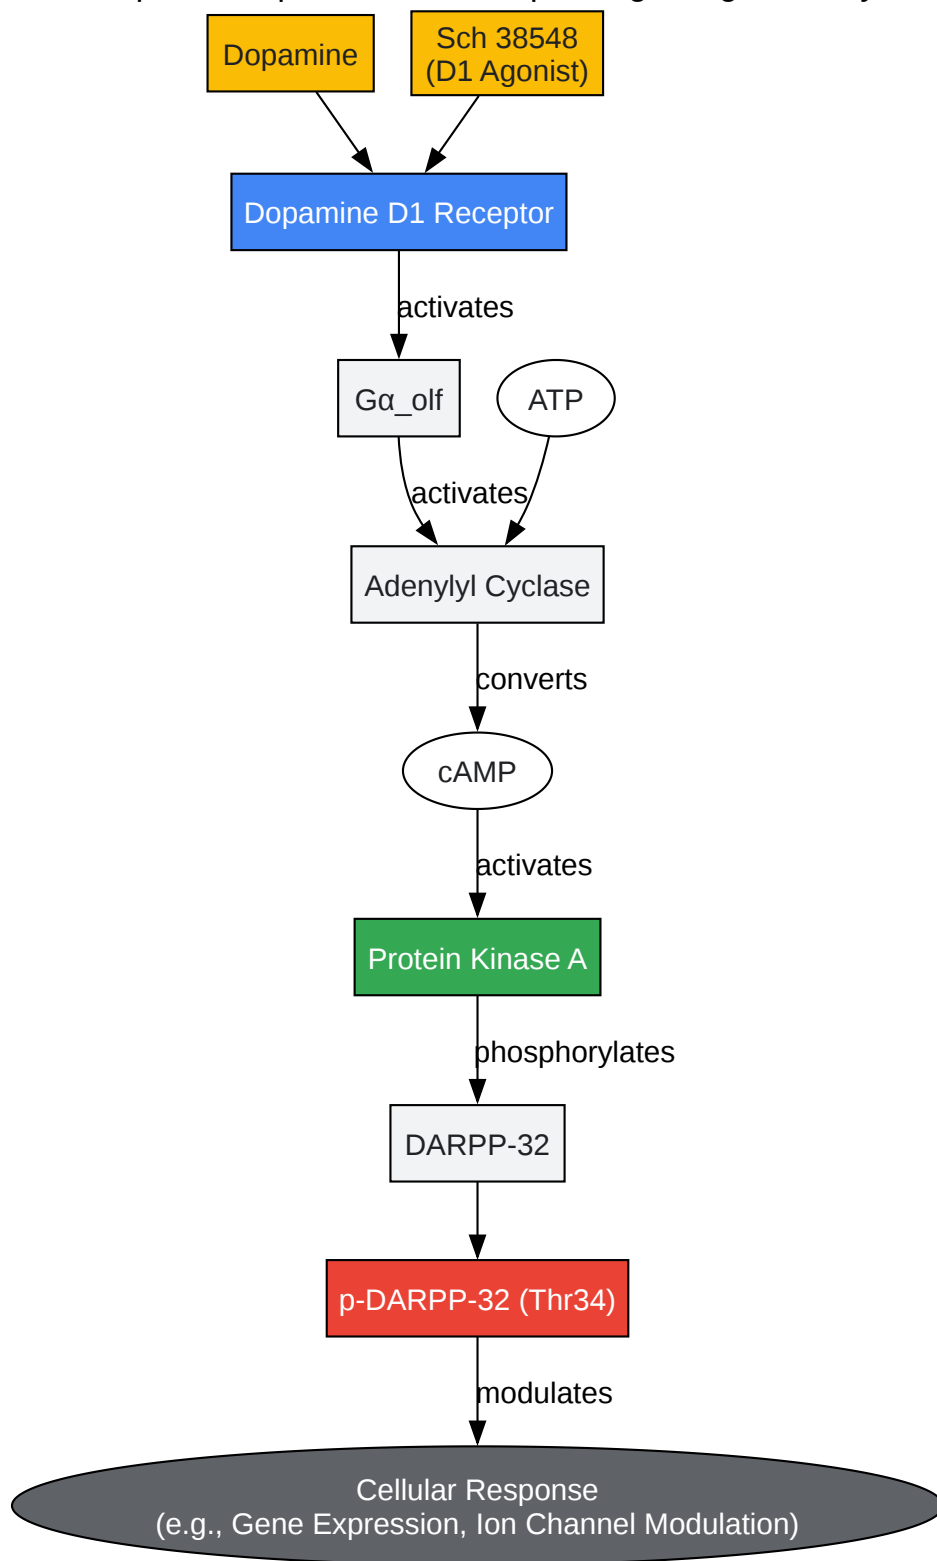 Dopamine
Sch 38548
(D1 Agonist)
Dopamine D1 Receptor
activates
Gα_olf
ATP
activates
Adenylyl Cyclase
converts
cAMP
activates
Protein Kinase A
phosphorylates
DARPP-32
p-DARPP-32 (Thr34)
modulates
Cellular Response
(e.g., Gene Expression, Ion Channel Modulation)